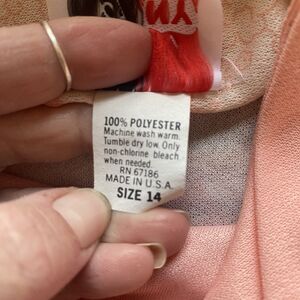 100% POLYESTER
Machine wash warm.
Tumble dry low. Only
non-chlorine bleach
when needed.
RN 67186
MADE IN U.S.A.
SIZE 14